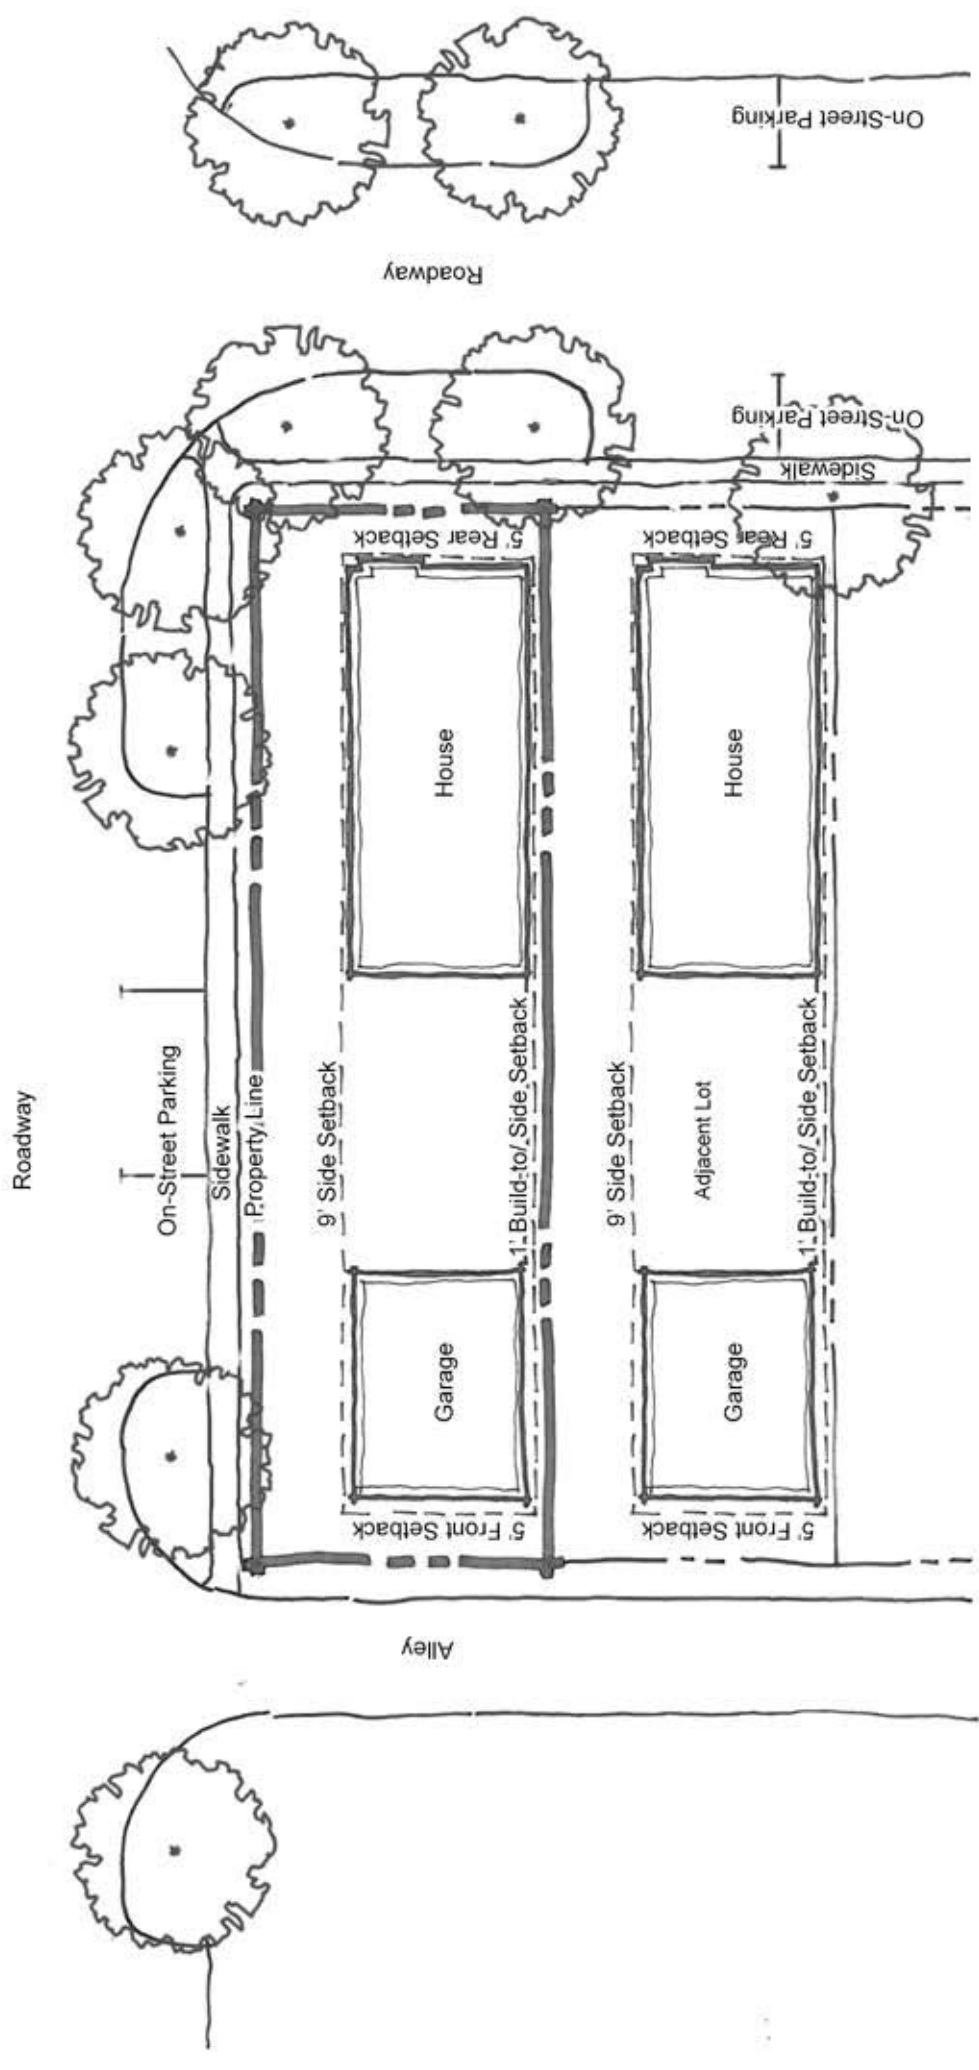 On-Street Parking
Roadway
On-Street Parking
Sidewalk
5' Rear Setback
5' Rear Setback
House
House
Roadway
On-Street Parking
Sidewalk
Property Line
9' Side Setback
1' Build-to/ Side Setback
9' Side Setback
Adjacent Lot
1' Build-to/ Side Setback
Garage
Garage
5' Front Setback
5' Front Setback
Alley